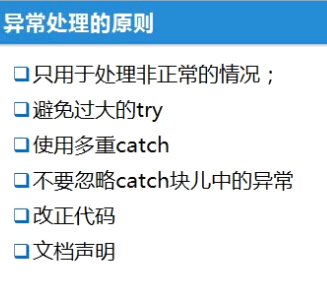 异常处理的原则
只用于处理非正常的情况；
避免过大的try
使用多重catch
不要忽略catch块儿中的异常
改正代码
文档声明